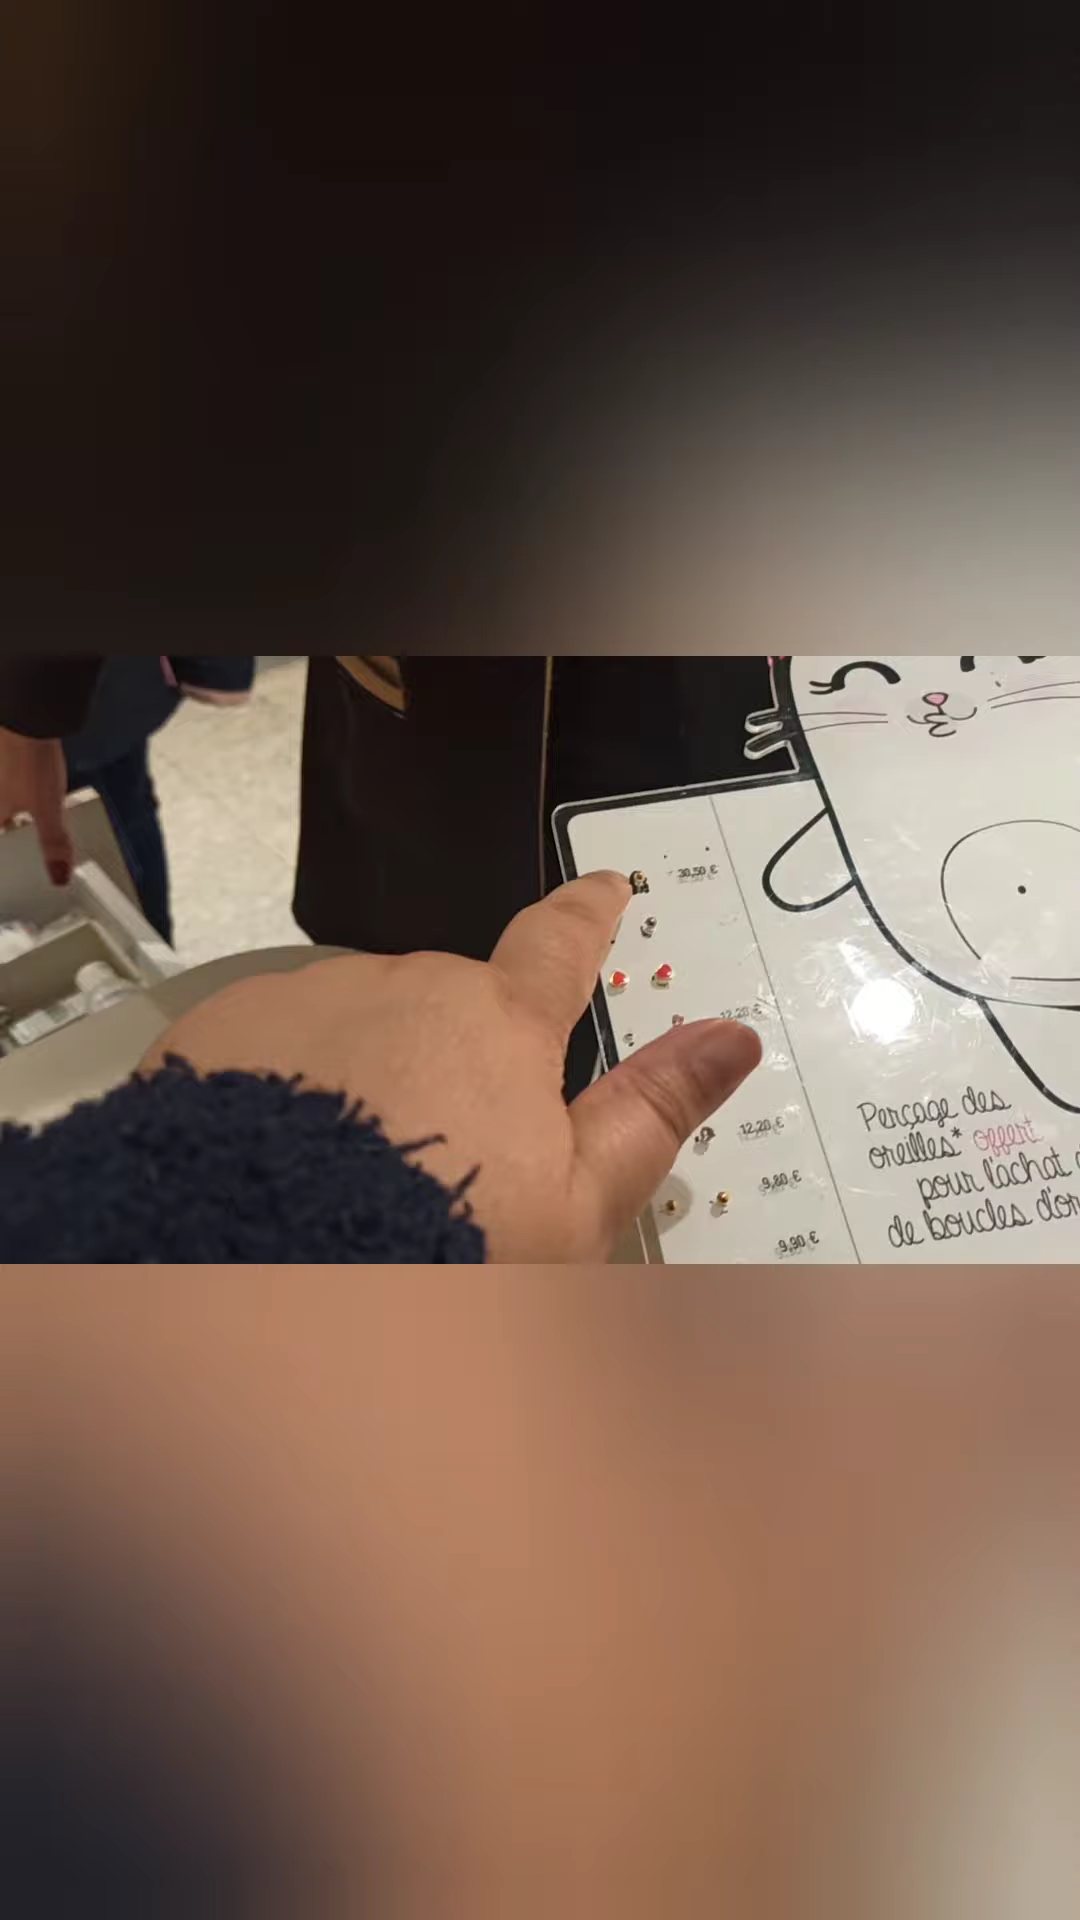 30,50 €
12,20 €
12,20 €
9,80 €
9,90 €
Perçage des
oreilles* offert
pour l'achat
de boucles d'or